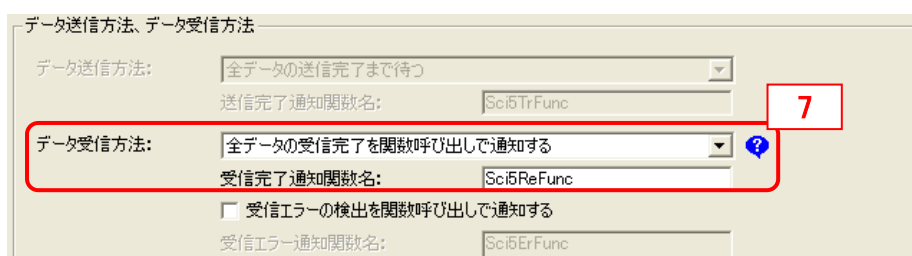 データ送信方法、データ受信方法
データ送信方法: 全データの送信完了まで待つ
送信完了通知関数名: Sci5TrFunc
7
データ受信方法: 全データの受信完了を関数呼び出しで通知する
受信完了通知関数名: Sci5ReFunc
受信エラーの検出を関数呼び出しで通知する
受信エラー通知関数名: Sci5ErFunc